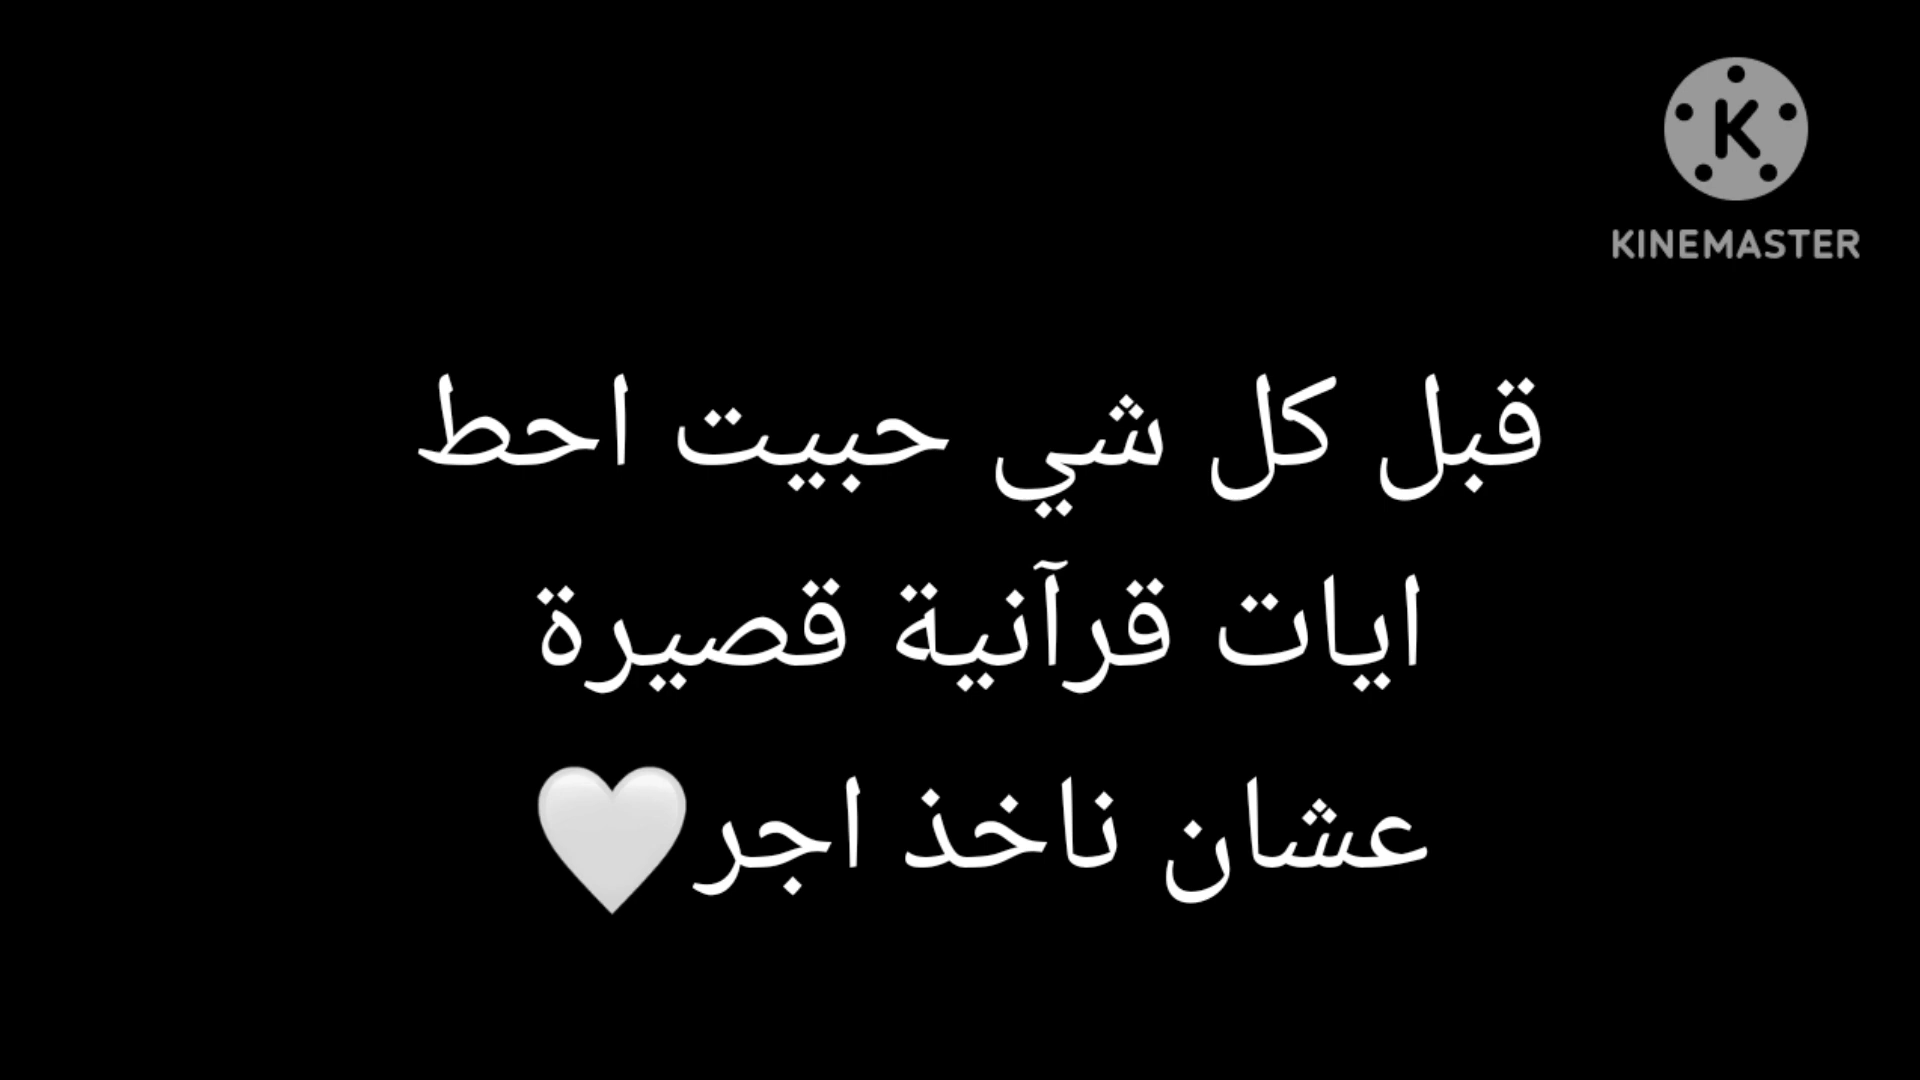 KINEMASTER
قبل كل شي حبيت احط
ايات قرآنية قصيرة
عشان ناخذ اجر🤍